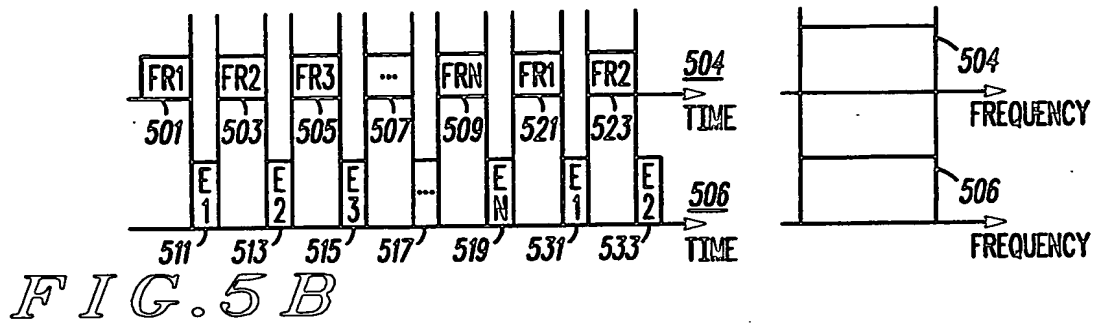 FR1 FR2 FR3 ... FRN FR1 FR2 504
501 503 505 507 509 521 523 TIME
E1 E2 E3 ... EN E1 E2 506
511 513 515 517 519 531 533 TIME
504
FREQUENCY
506
FREQUENCY
FIG. 5B